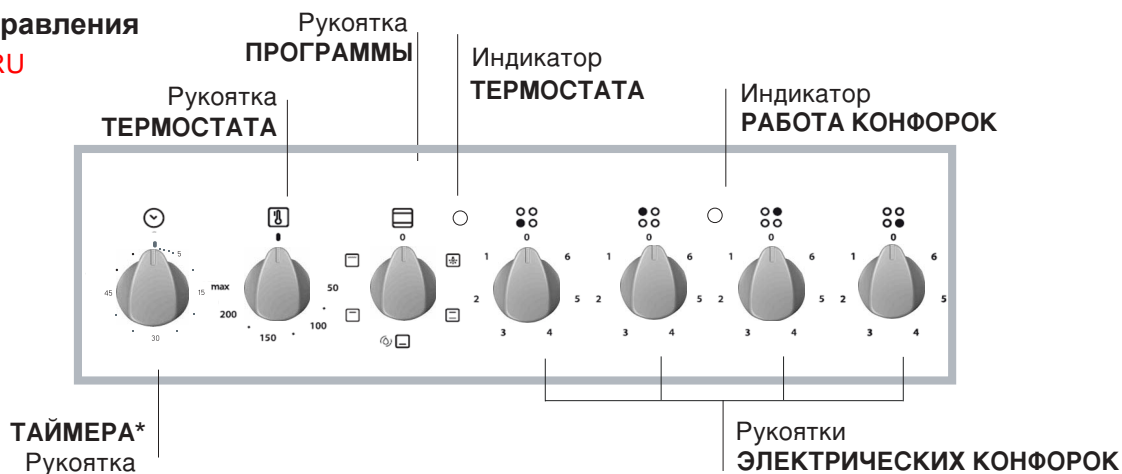 равления
RU
Рукоятка
ПРОГРАММЫ
Индикатор
ТЕРМОСТАТА
Рукоятка
ТЕРМОСТАТА
Индикатор
РАБОТА КОНФОРОК
0 0 0 0 0
5 15 30 45
max 50 100 150 200
1 2 3 4 5 6
1 2 3 4 5 6
1 2 3 4 5 6
1 2 3 4 5 6
ТАЙМЕРА*
Рукоятка
Рукоятки
ЭЛЕКТРИЧЕСКИХ КОНФОРОК